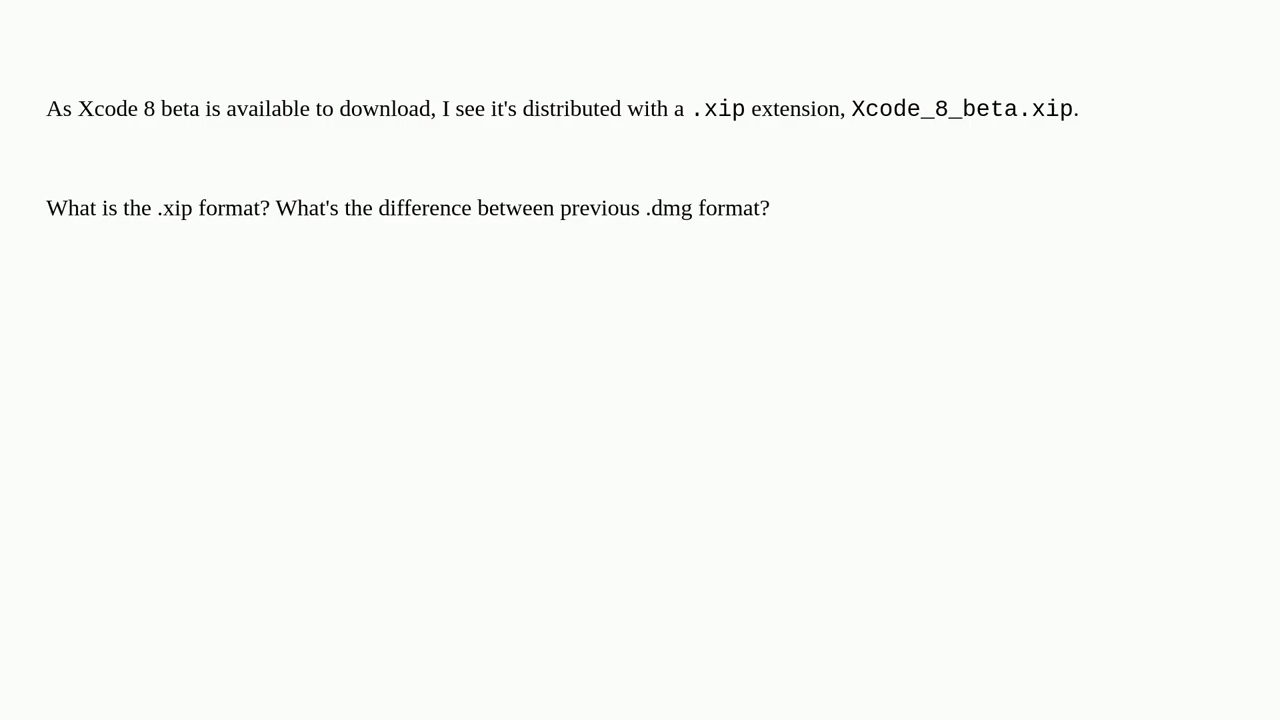 As Xcode 8 beta is available to download, I see it's distributed with a .xip extension, Xcode_8_beta.xip.
What is the .xip format? What's the difference between previous .dmg format?